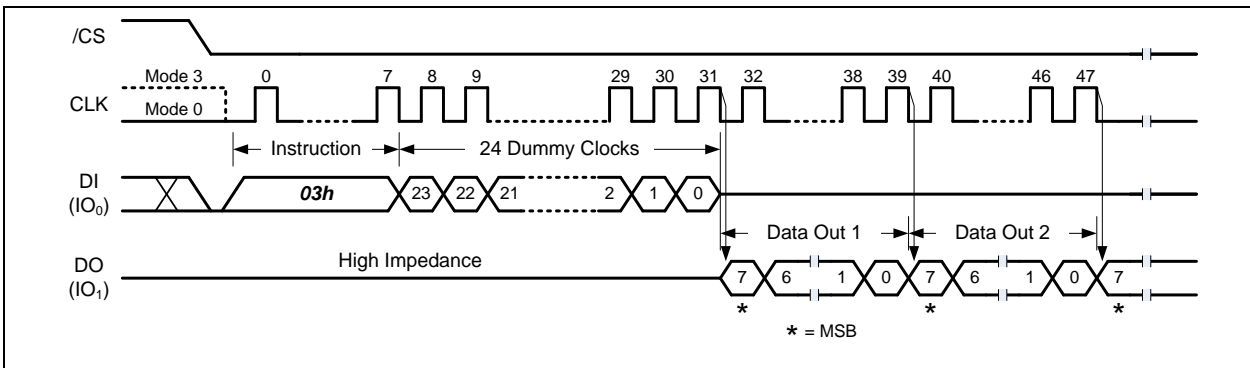 /CS
Mode 3 0 7 8 9 29 30 31 32 38 39 40 46 47
CLK Mode 0
Instruction 24 Dummy Clocks
DI 03h 23 22 21 2 1 0
(IO0)
Data Out 1 Data Out 2
High Impedance
DO 7 6 1 0 7 6 1 0 7
(IO1)
* * *
* = MSB